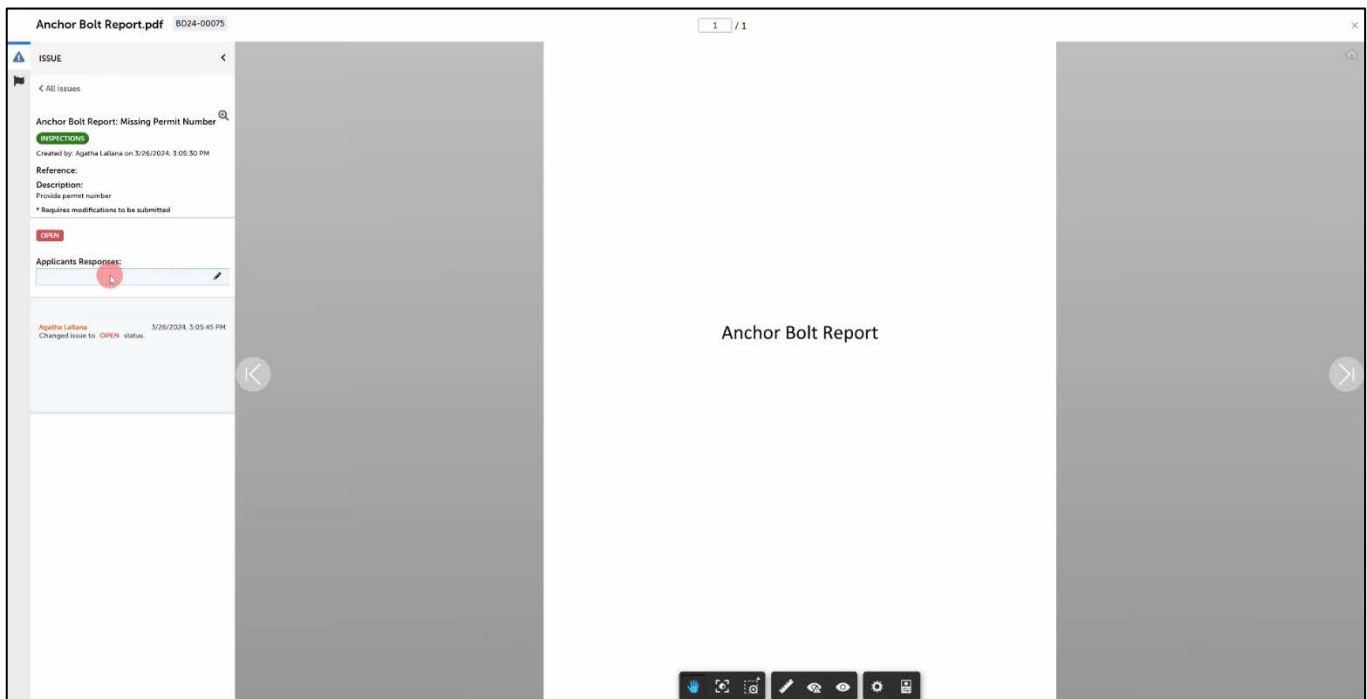 Anchor Bolt Report.pdf BD24-00075
1 / 1
ISSUE
All issues
Anchor Bolt Report: Missing Permit Number
INSPECTIONS
Created by: Agatha Lallana on 3/26/2024, 3:05:30 PM
Reference:
Description:
Provide permit number
* Requires modifications to be submitted
OPEN
Applicants Responses:
Agatha Lallana 3/26/2024, 3:05:45 PM
Changed issue to OPEN status.
Anchor Bolt Report